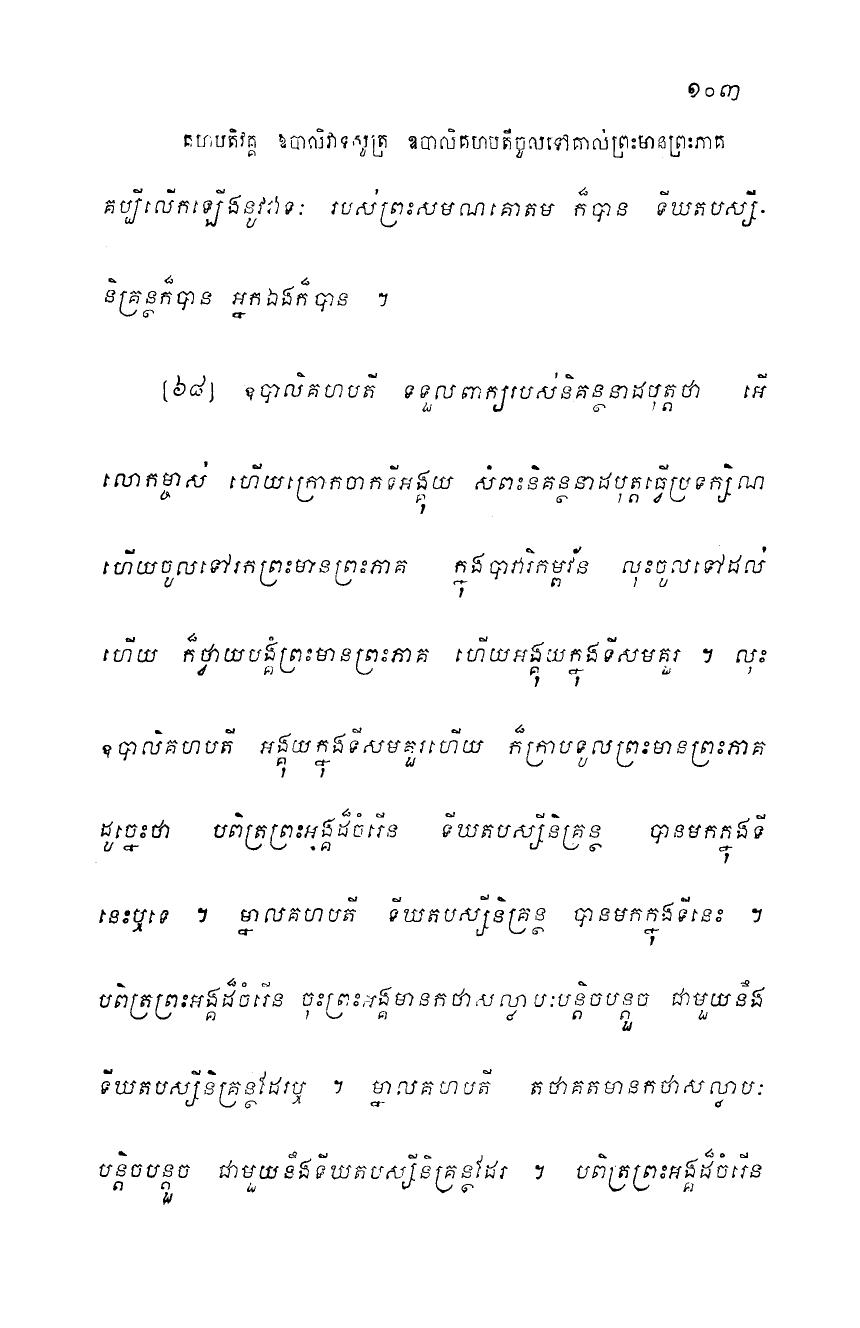 ១០៣
គហបតិវគ្គ ឯបាលិវាទសូត្រ ឧបាលិគហបតីចូលទៅគាល់ព្រះមានព្រះភាគ
គប្បីលើកឡើងនូវវាទៈ របស់ព្រះសមណគោតម ក៏បាន ទីឃតបស្សី-
និគ្រន្ថក៏បាន អ្នកឯងក៏បាន ។
[៦៨] ឧបាលិគហបតី ទទួលពាក្យរបស់និគន្ថនាដបុត្តថា អើ
លោកម្ចាស់ ហើយក្រោកចាកទីអង្គុយ សំពះនិគន្ថនាដបុត្តធ្វើប្រទក្សិណ
ហើយចូលទៅរកព្រះមានព្រះភាគ ក្នុងបាវារិកម្ពវ័ន លុះចូលទៅដល់
ហើយ ក៏ថ្វាយបង្គំព្រះមានព្រះភាគ ហើយអង្គុយក្នុងទីសមគួរ ។ លុះ
ឧបាលិគហបតី អង្គុយក្នុងទីសមគួរហើយ ក៏ក្រាបទូលព្រះមានព្រះភាគ
ដូច្នេះថា បពិត្រព្រះអង្គដ៏ចំរើន ទីឃតបស្សីនិគ្រន្ថ បានមកក្នុងទី
នេះឬទេ ។ ម្នាលគហបតី ទីឃតបស្សីនិគ្រន្ថ បានមកក្នុងទីនេះ ។
បពិត្រព្រះអង្គដ៏ចំរើន ចុះព្រះអង្គមានកថាសល្លាបៈបន្តិចបន្តួច ជាមួយនឹង
ទីឃតបស្សីនិគ្រន្ថដែរឬ ។ ម្នាលគហបតី តថាគតមានកថាសល្លាបៈ
បន្តិចបន្តួច ជាមួយនឹងទីឃតបស្សីនិគ្រន្ថដែរ ។ បពិត្រព្រះអង្គដ៏ចំរើន